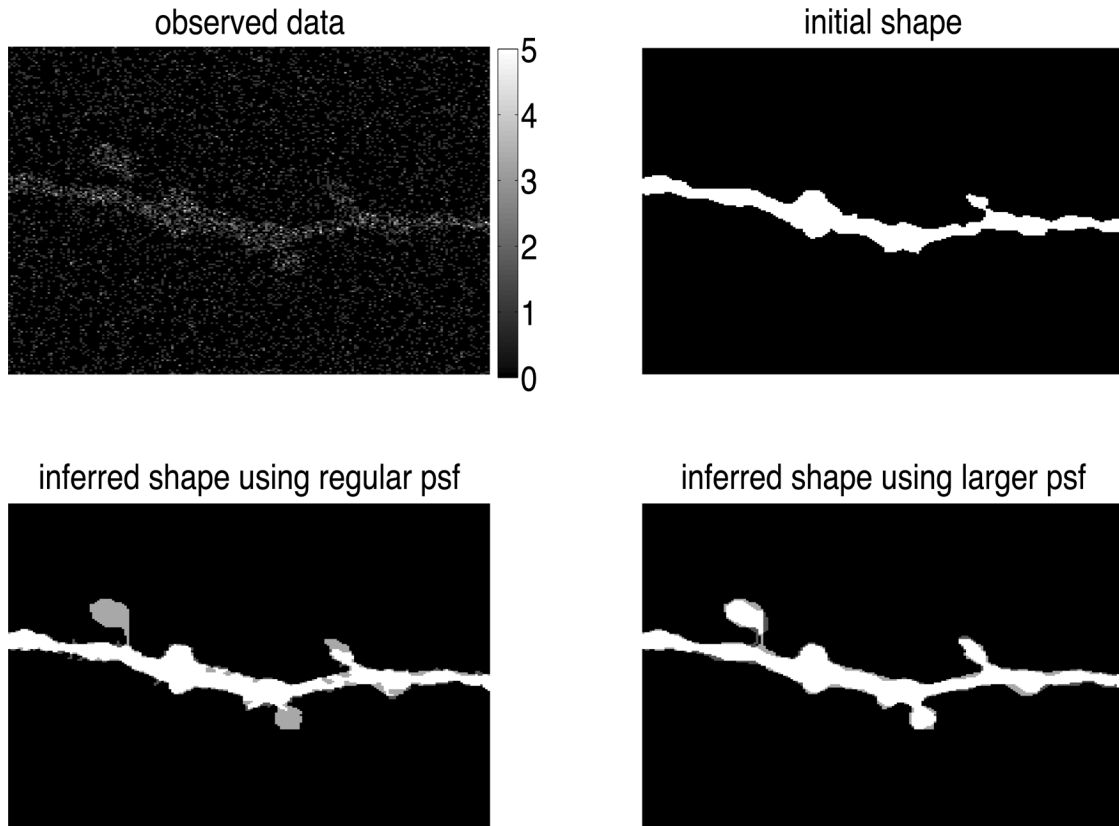 observed data
initial shape
5
4
3
2
1
0
inferred shape using regular psf
inferred shape using larger psf